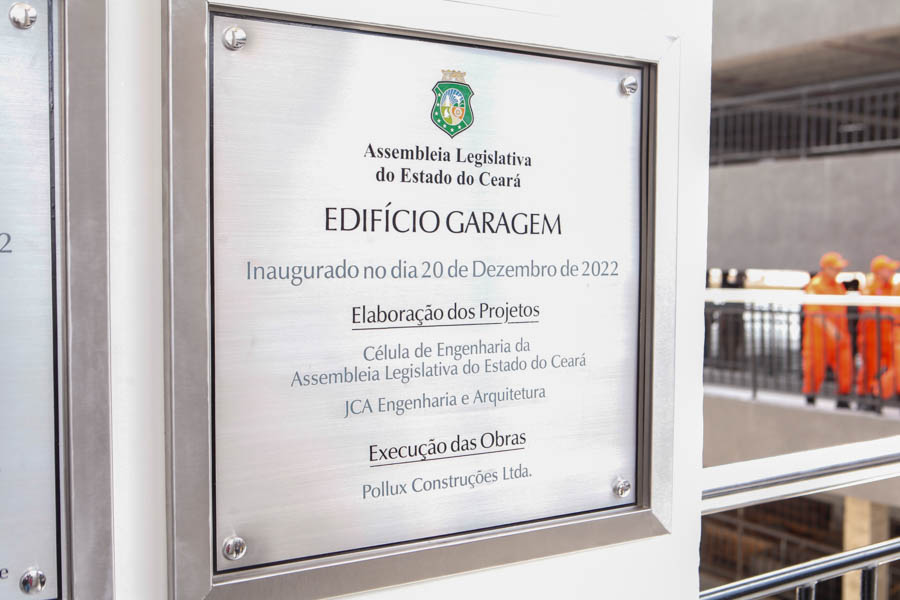 Assembleia Legislativa
do Estado do Ceará
EDIFÍCIO GARAGEM
Inaugurado no dia 20 de Dezembro de 2022
Elaboração dos Projetos
Célula de Engenharia da
Assembleia Legislativa do Estado do Ceará
JCA Engenharia e Arquitetura
Execução das Obras
Pollux Construções Ltda.